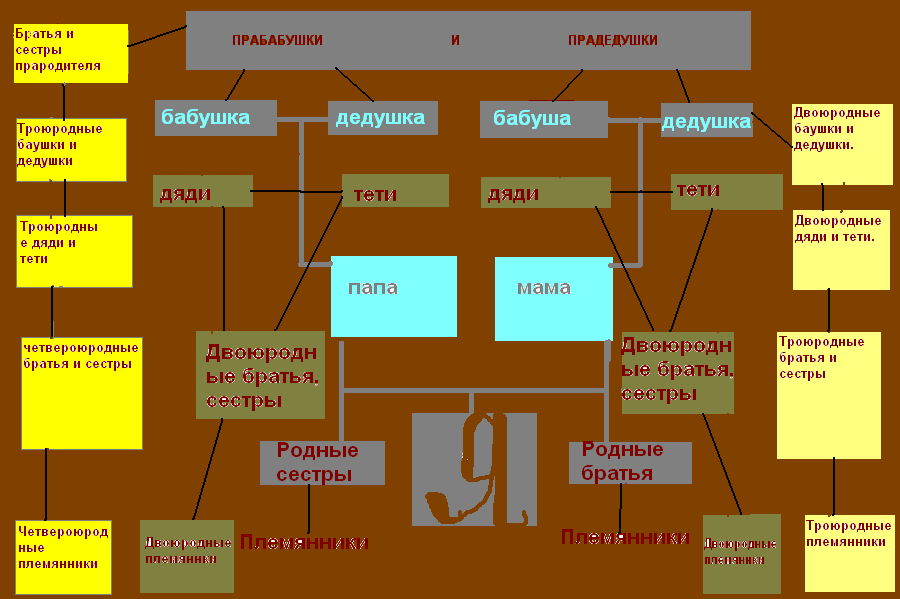 Братья и
сестры
прародителя
ПРАБАБУШКИ И ПРАДЕДУШКИ
бабушка
дедушка
бабуша
дедушка
Троюродные
баушки и
дедушки
Двоюродные
баушки и
дедушки.
дяди
тети
дяди
тети
Троюродны
е дяди и
тети
Двоюродные
дяди и тети.
папа
мама
четвероюродные
братья и сестры
Двоюродн
ые братья.
сестры
Двоюродн
ые братья.
сестры
Троюродные
братья и
сестры
Родные
сестры
Я.
Родные
братья
Четвероюрод
ные
племянники
Двоюродные
племянники
Племянники
Племянники
Двоюродные
племянники
Троюродные
племянники